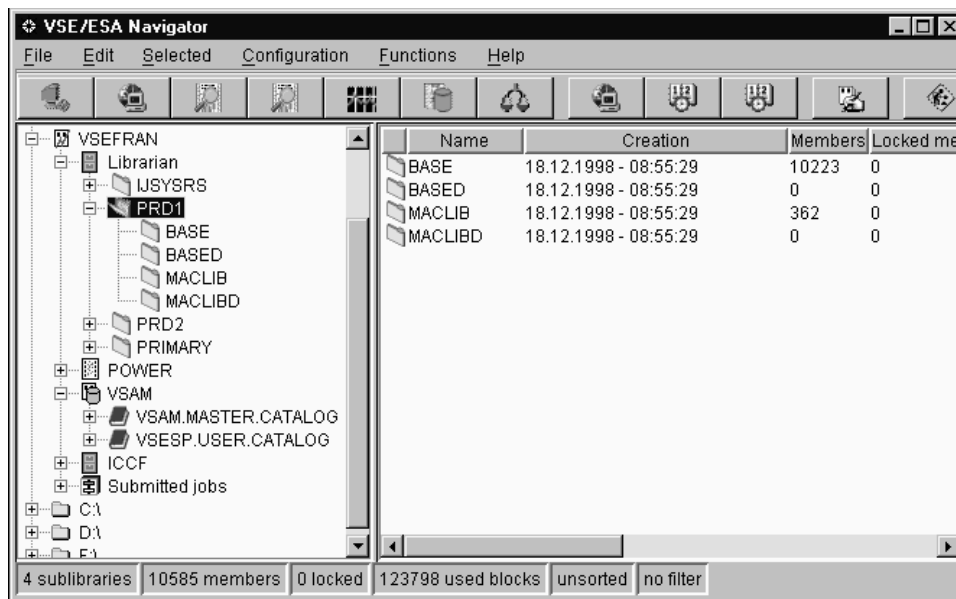 VSE/ESA Navigator
File Edit Selected Configuration Functions Help
VSEFRAN
Librarian
IJSYSRS
PRD1
BASE
BASED
MACLIB
MACLIBD
PRD2
PRIMARY
POWER
VSAM
VSAM.MASTER.CATALOG
VSESP.USER.CATALOG
ICCF
Submitted jobs
C:\
D:\
Name Creation Members Locked me
BASE 18.12.1998 - 08:55:29 10223 0
BASED 18.12.1998 - 08:55:29 0 0
MACLIB 18.12.1998 - 08:55:29 362 0
MACLIBD 18.12.1998 - 08:55:29 0 0
4 sublibraries 10585 members 0 locked 123798 used blocks unsorted no filter